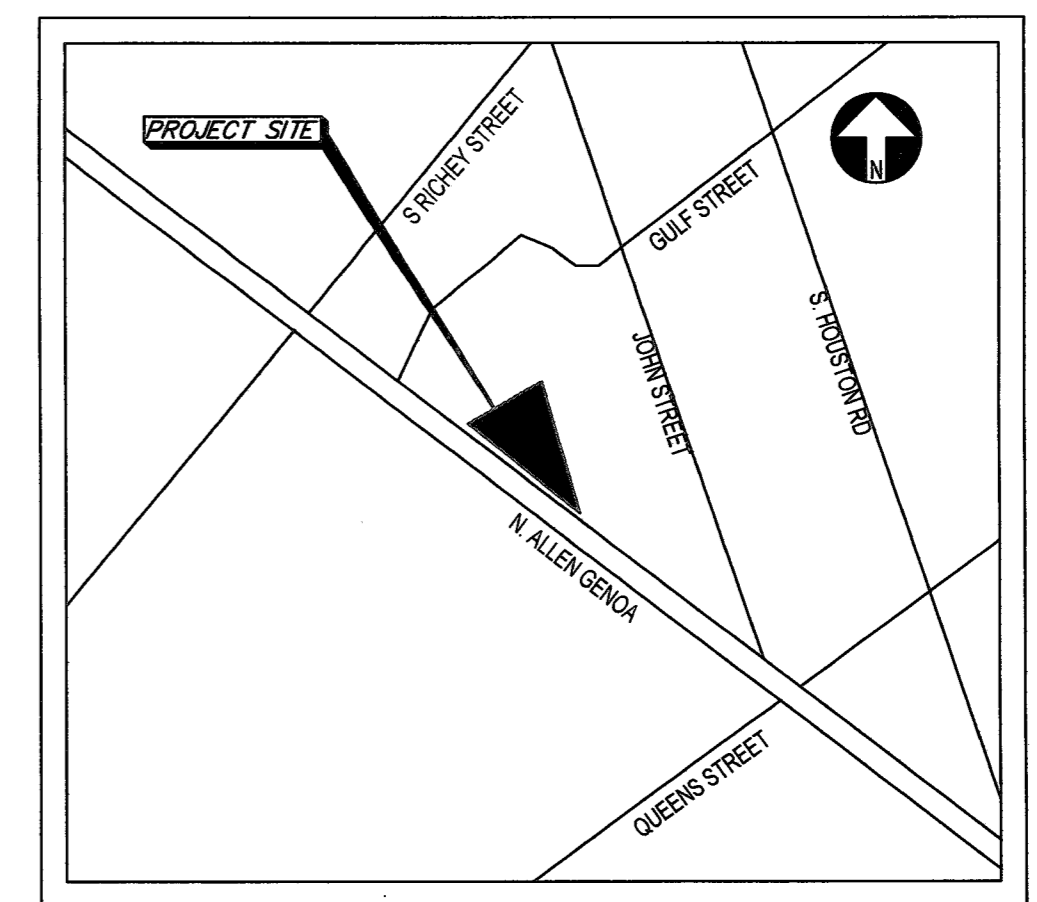 PROJECT SITE
S RICHEY STREET
GULF STREET
N
JOHN STREET
S. HOUSTON RD
N. ALLEN GENOA
QUEENS STREET